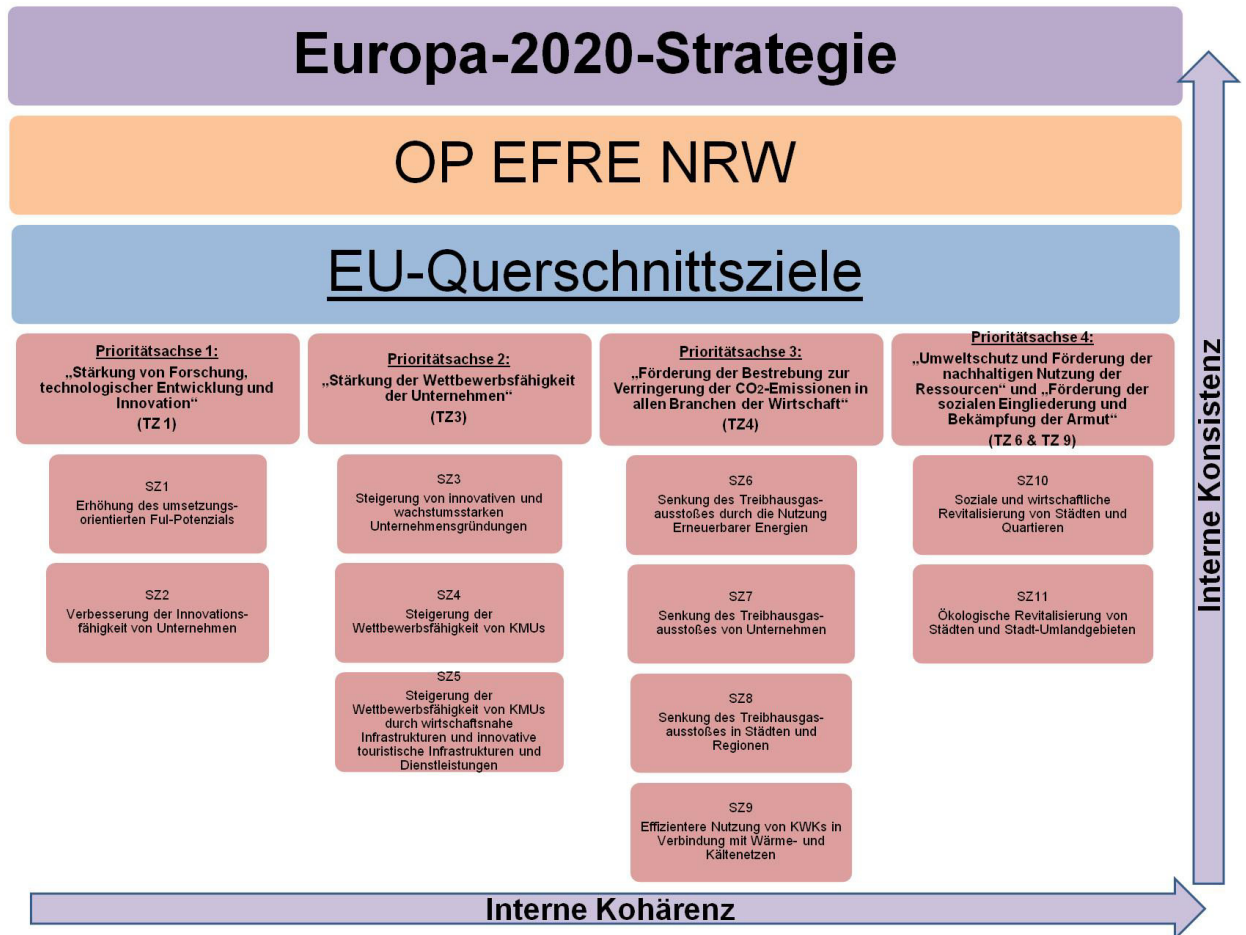 Europa-2020-Strategie
OP EFRE NRW
EU-Querschnittsziele
Prioritätsachse 1:
„Stärkung von Forschung,
technologischer Entwicklung und
Innovation“
(TZ 1)
SZ1
Erhöhung des umsetzungs-
orientierten FuI-Potenzials
SZ2
Verbesserung der Innovations-
fähigkeit von Unternehmen
Prioritätsachse 2:
„Stärkung der Wettbewerbsfähigkeit
der Unternehmen“
(TZ3)
SZ3
Steigerung von innovativen und
wachstumsstarken
Unternehmensgründungen
SZ4
Steigerung der
Wettbewerbsfähigkeit von KMUs
SZ5
Steigerung der
Wettbewerbsfähigkeit von KMUs
durch wirtschaftsnahe
Infrastrukturen und innovative
touristische Infrastrukturen und
Dienstleistungen
Prioritätsachse 3:
„Förderung der Bestrebung zur
Verringerung der CO2-Emissionen in
allen Branchen der Wirtschaft“
(TZ4)
SZ6
Senkung des Treibhausgas-
ausstoßes durch die Nutzung
Erneuerbarer Energien
SZ7
Senkung des Treibhausgas-
ausstoßes von Unternehmen
SZ8
Senkung des Treibhausgas-
ausstoßes in Städten und
Regionen
SZ9
Effizientere Nutzung von KWKs in
Verbindung mit Wärme- und
Kältenetzen
Prioritätsachse 4:
„Umweltschutz und Förderung der
nachhaltigen Nutzung der
Ressourcen“ und „Förderung der
sozialen Eingliederung und
Bekämpfung der Armut“
(TZ 6 & TZ 9)
SZ10
Soziale und wirtschaftliche
Revitalisierung von Städten und
Quartieren
SZ11
Ökologische Revitalisierung von
Städten und Stadt-Umlandgebieten
Interne Konsistenz
Interne Kohärenz